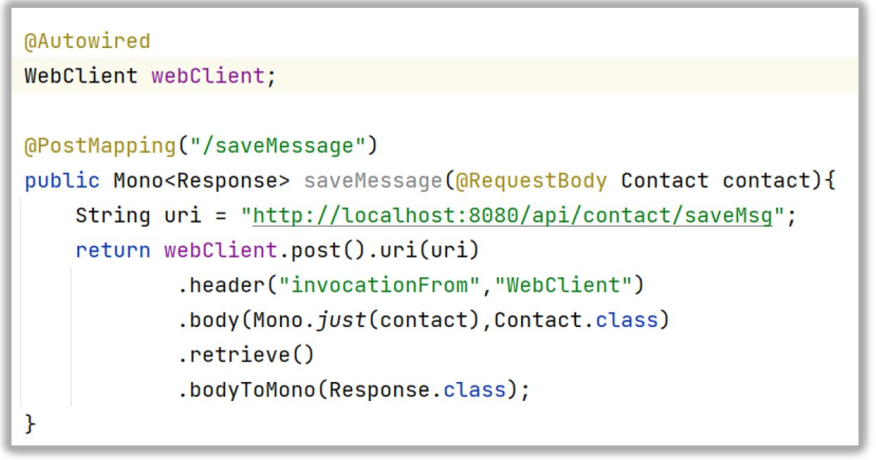 @Autowired
WebClient webClient;
@PostMapping("/saveMessage")
public Mono<Response> saveMessage(@RequestBody Contact contact){
String uri = "http://localhost:8080/api/contact/saveMsg";
return webClient.post().uri(uri)
.header("invocationFrom","WebClient")
.body(Mono.just(contact),Contact.class)
.retrieve()
.bodyToMono(Response.class);
}